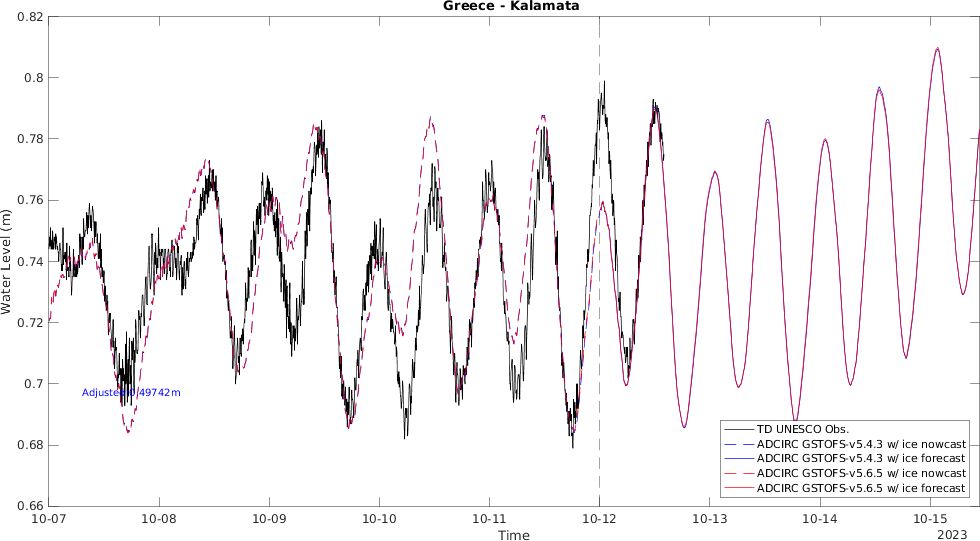 Greece - Kalamata
0.82
0.8
0.78
0.76
0.74
0.72
0.7
0.68
0.66
Water Level (m)
Adjusted 0.49742m
TD UNESCO Obs.
ADCIRC GSTOFS-v5.4.3 w/ ice nowcast
ADCIRC GSTOFS-v5.4.3 w/ ice forecast
ADCIRC GSTOFS-v5.6.5 w/ ice nowcast
ADCIRC GSTOFS-v5.6.5 w/ ice forecast
10-07 10-08 10-09 10-10 10-11 10-12 10-13 10-14 10-15
Time
2023